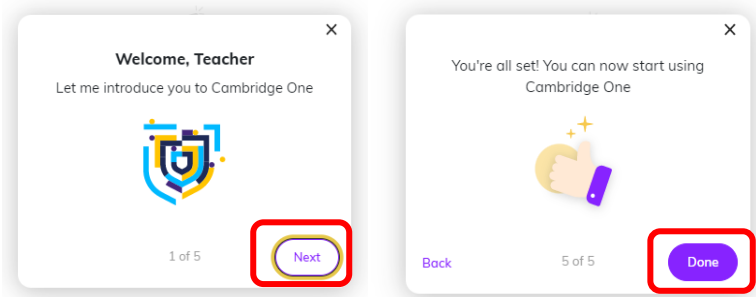 Welcome, Teacher
Let me introduce you to Cambridge One
1 of 5
Next
You're all set! You can now start using
Cambridge One
Back
5 of 5
Done